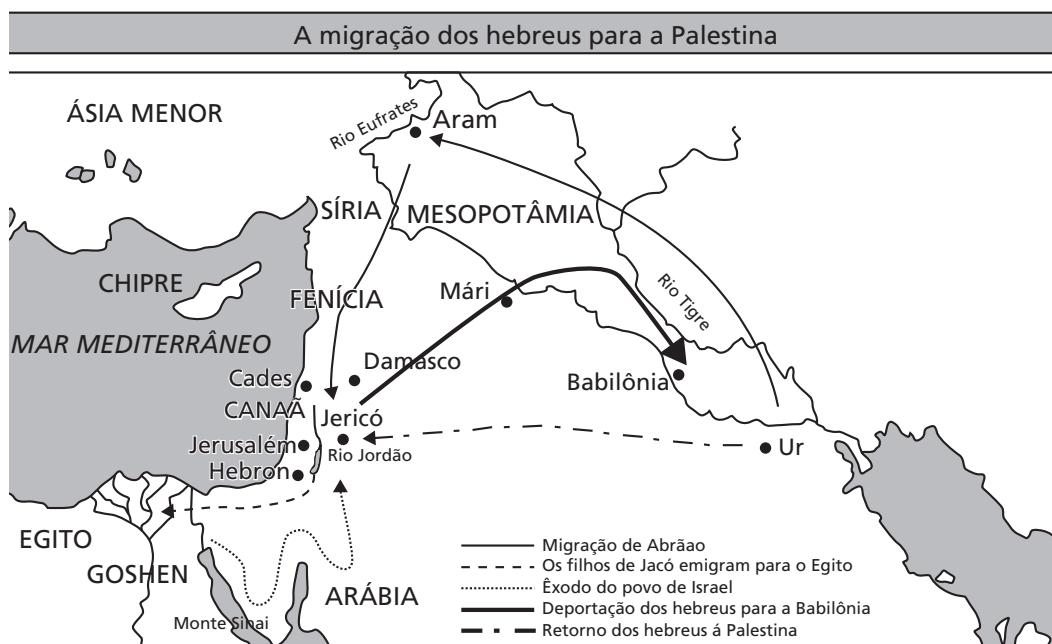 A migração dos hebreus para a Palestina
ÁSIA MENOR
Rio Eufrates
Aram
SÍRIA
MESOPOTÂMIA
CHIPRE
FENÍCIA
Mári
Rio Tigre
MAR MEDITERRÂNEO
Damasco
Cades
Babilônia
CANAÃ
Jericó
Jerusalém
Rio Jordão
Ur
Hebron
EGITO
GOSHEN
ARÁBIA
Monte Sinai
Migração de Abrãao
Os filhos de Jacó emigram para o Egito
Êxodo do povo de Israel
Deportação dos hebreus para a Babilônia
Retorno dos hebreus á Palestina